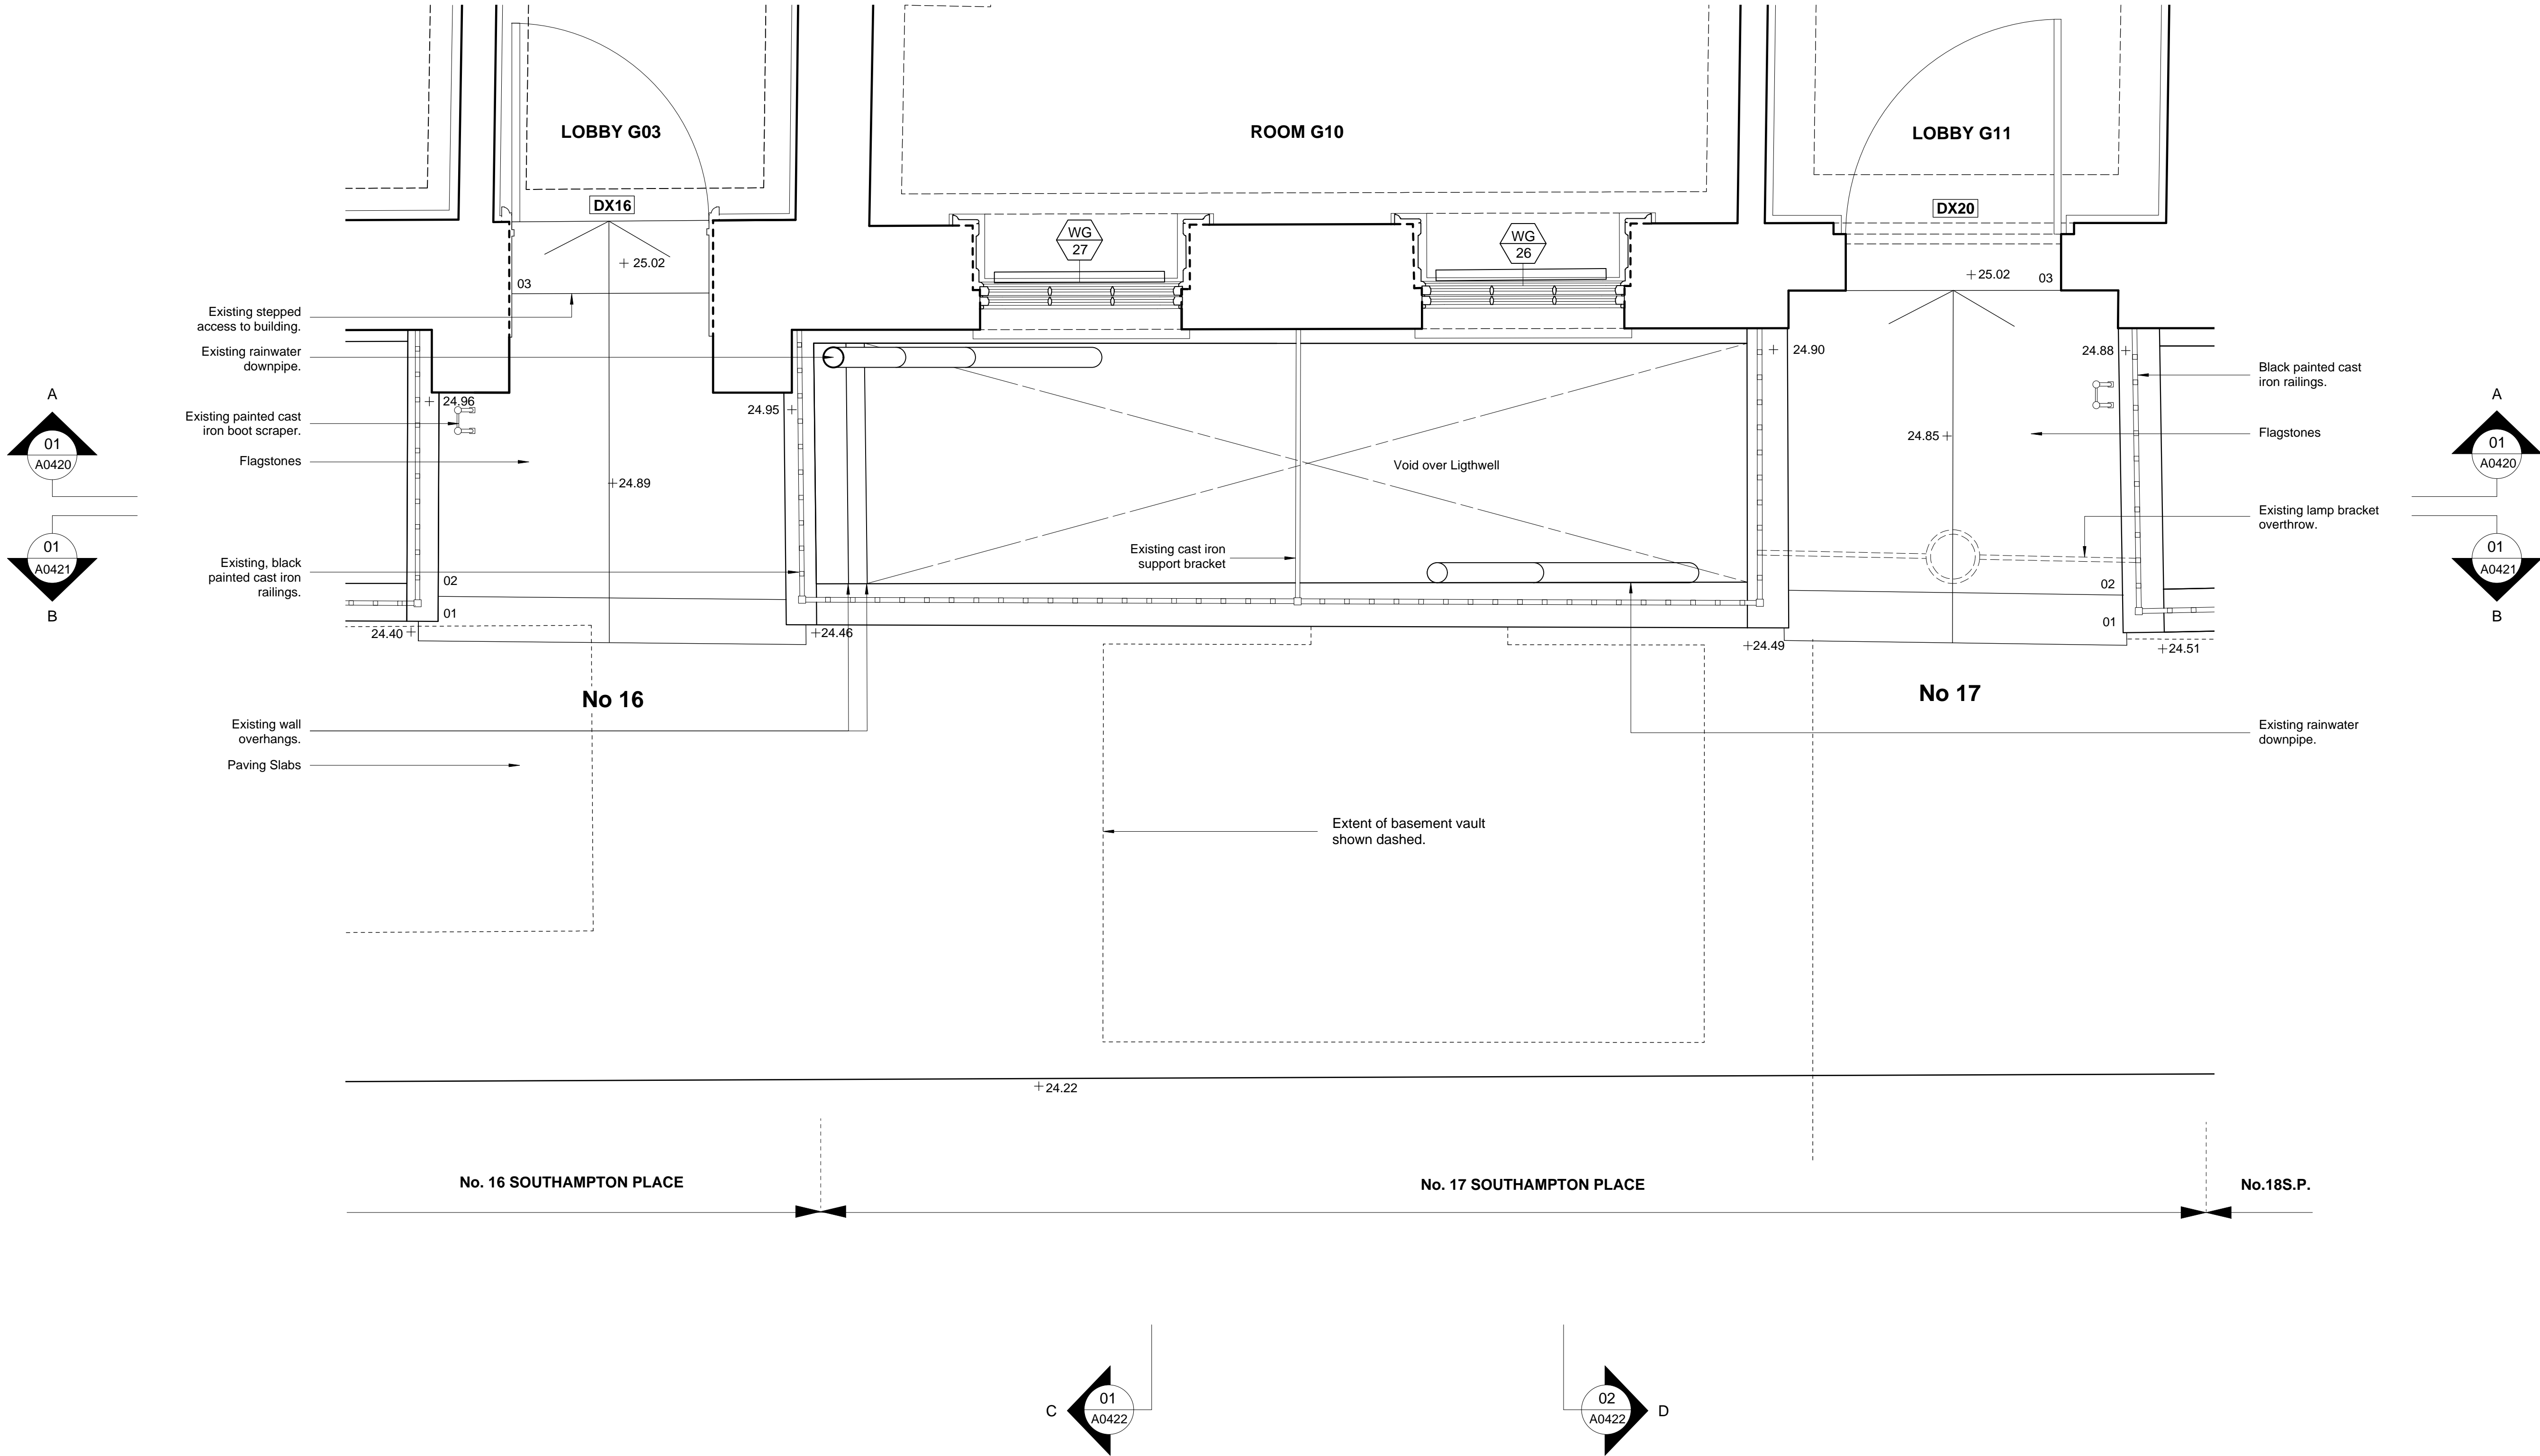 LOBBY G03
ROOM G10
LOBBY G11
DX16
DX20
WG
27
WG
26
25.02
03
25.02
03
Existing stepped
access to building.
Existing rainwater
downpipe.
Existing painted cast
iron boot scraper.
Flagstones
Existing, black
painted cast iron
railings.
Existing wall
overhangs.
Paving Slabs
A
01
A0420
01
A0421
B
24.96
24.95
24.89
02
01
24.40
24.46
Void over Ligthwell
Existing cast iron
support bracket
24.90
24.88
24.85
02
01
24.49
24.51
Black painted cast
iron railings.
Flagstones
Existing lamp bracket
overthrow.
Existing rainwater
downpipe.
A
01
A0420
01
A0421
B
No 16
No 17
Extent of basement vault
shown dashed.
24.22
No. 16 SOUTHAMPTON PLACE
No. 17 SOUTHAMPTON PLACE
No.18S.P.
C
01
A0422
02
A0422
D